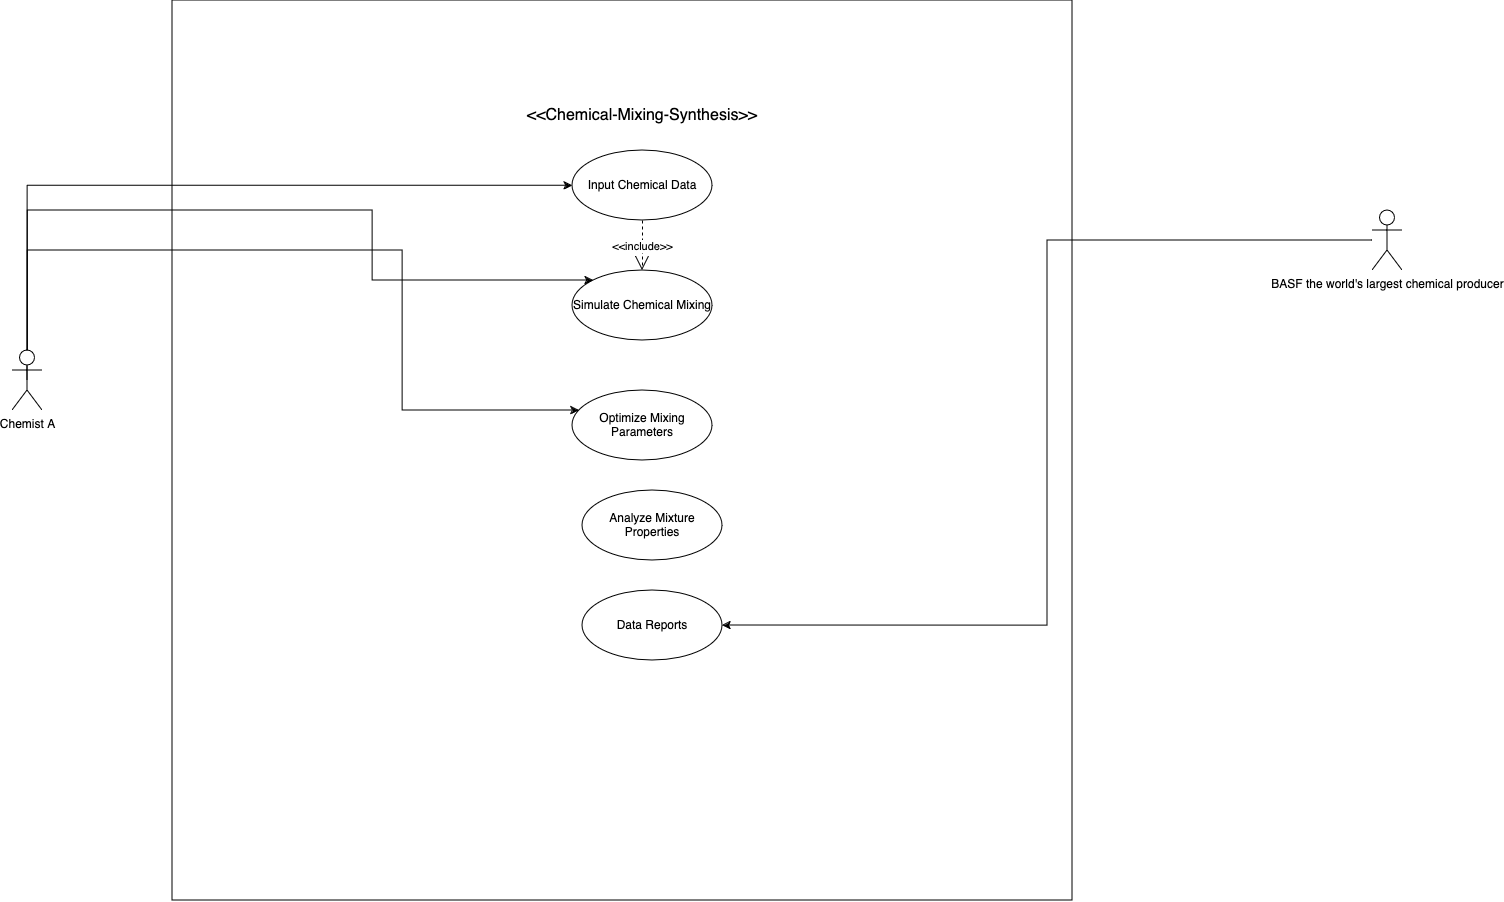 <<Chemical-Mixing-Synthesis>>
Input Chemical Data
<<include>>
Simulate Chemical Mixing
BASF the world's largest chemical producer
Chemist A
Optimize Mixing
Parameters
Analyze Mixture
Properties
Data Reports